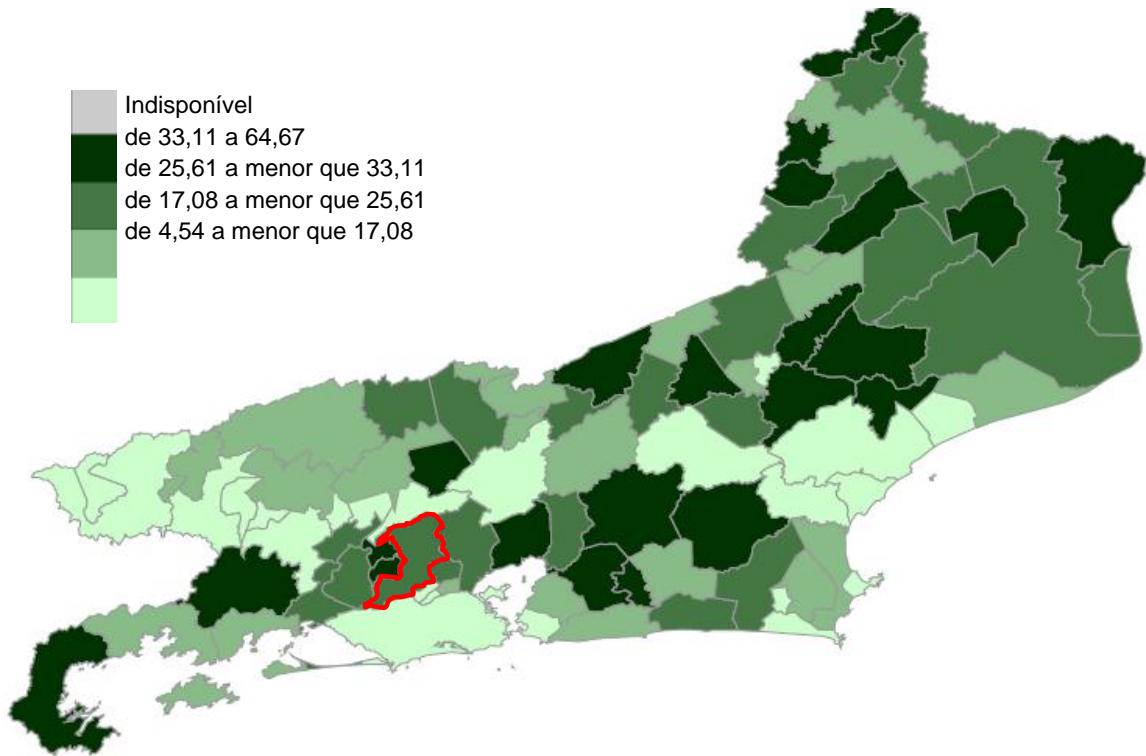 Indisponível
de 33,11 a 64,67
de 25,61 a menor que 33,11
de 17,08 a menor que 25,61
de 4,54 a menor que 17,08